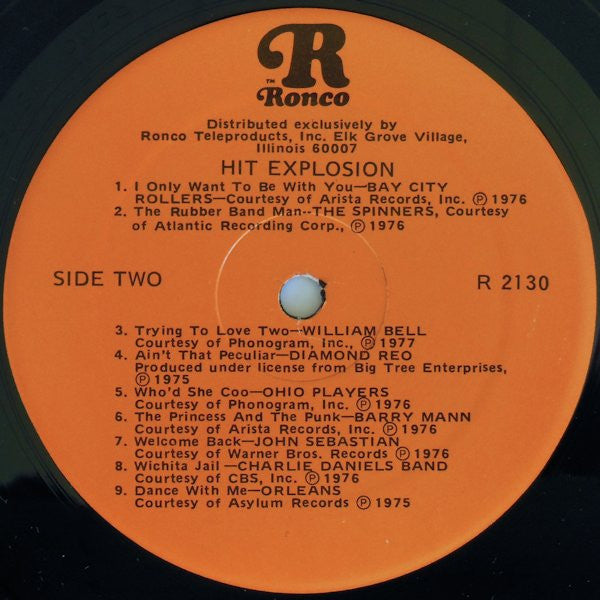 R
™
Ronco
Distributed exclusively by
Ronco Teleproducts, Inc. Elk Grove Village,
Illinois 60007
HIT EXPLOSION
1. I Only Want To Be With You—BAY CITY
ROLLERS—Courtesy of Arista Records, Inc. ℗ 1976
2. The Rubber Band Man--THE SPINNERS, Courtesy
of Atlantic Recording Corp., ℗ 1976
SIDE TWO
R 2130
3. Trying To Love Two—WILLIAM BELL
Courtesy of Phonogram, Inc., ℗ 1977
4. Ain't That Peculiar—DIAMOND REO
Produced under license from Big Tree Enterprises,
℗ 1975
5. Who'd She Coo—OHIO PLAYERS
Courtesy of Phonogram, Inc. ℗ 1976
6. The Princess And The Punk—BARRY MANN
Courtesy of Arista Records, Inc. ℗ 1976
7. Welcome Back—JOHN SEBASTIAN
Courtesy of Warner Bros. Records ℗ 1976
8. Wichita Jail —CHARLIE DANIELS BAND
Courtesy of CBS, Inc. ℗ 1976
9. Dance With Me—ORLEANS
Courtesy of Asylum Records ℗ 1975